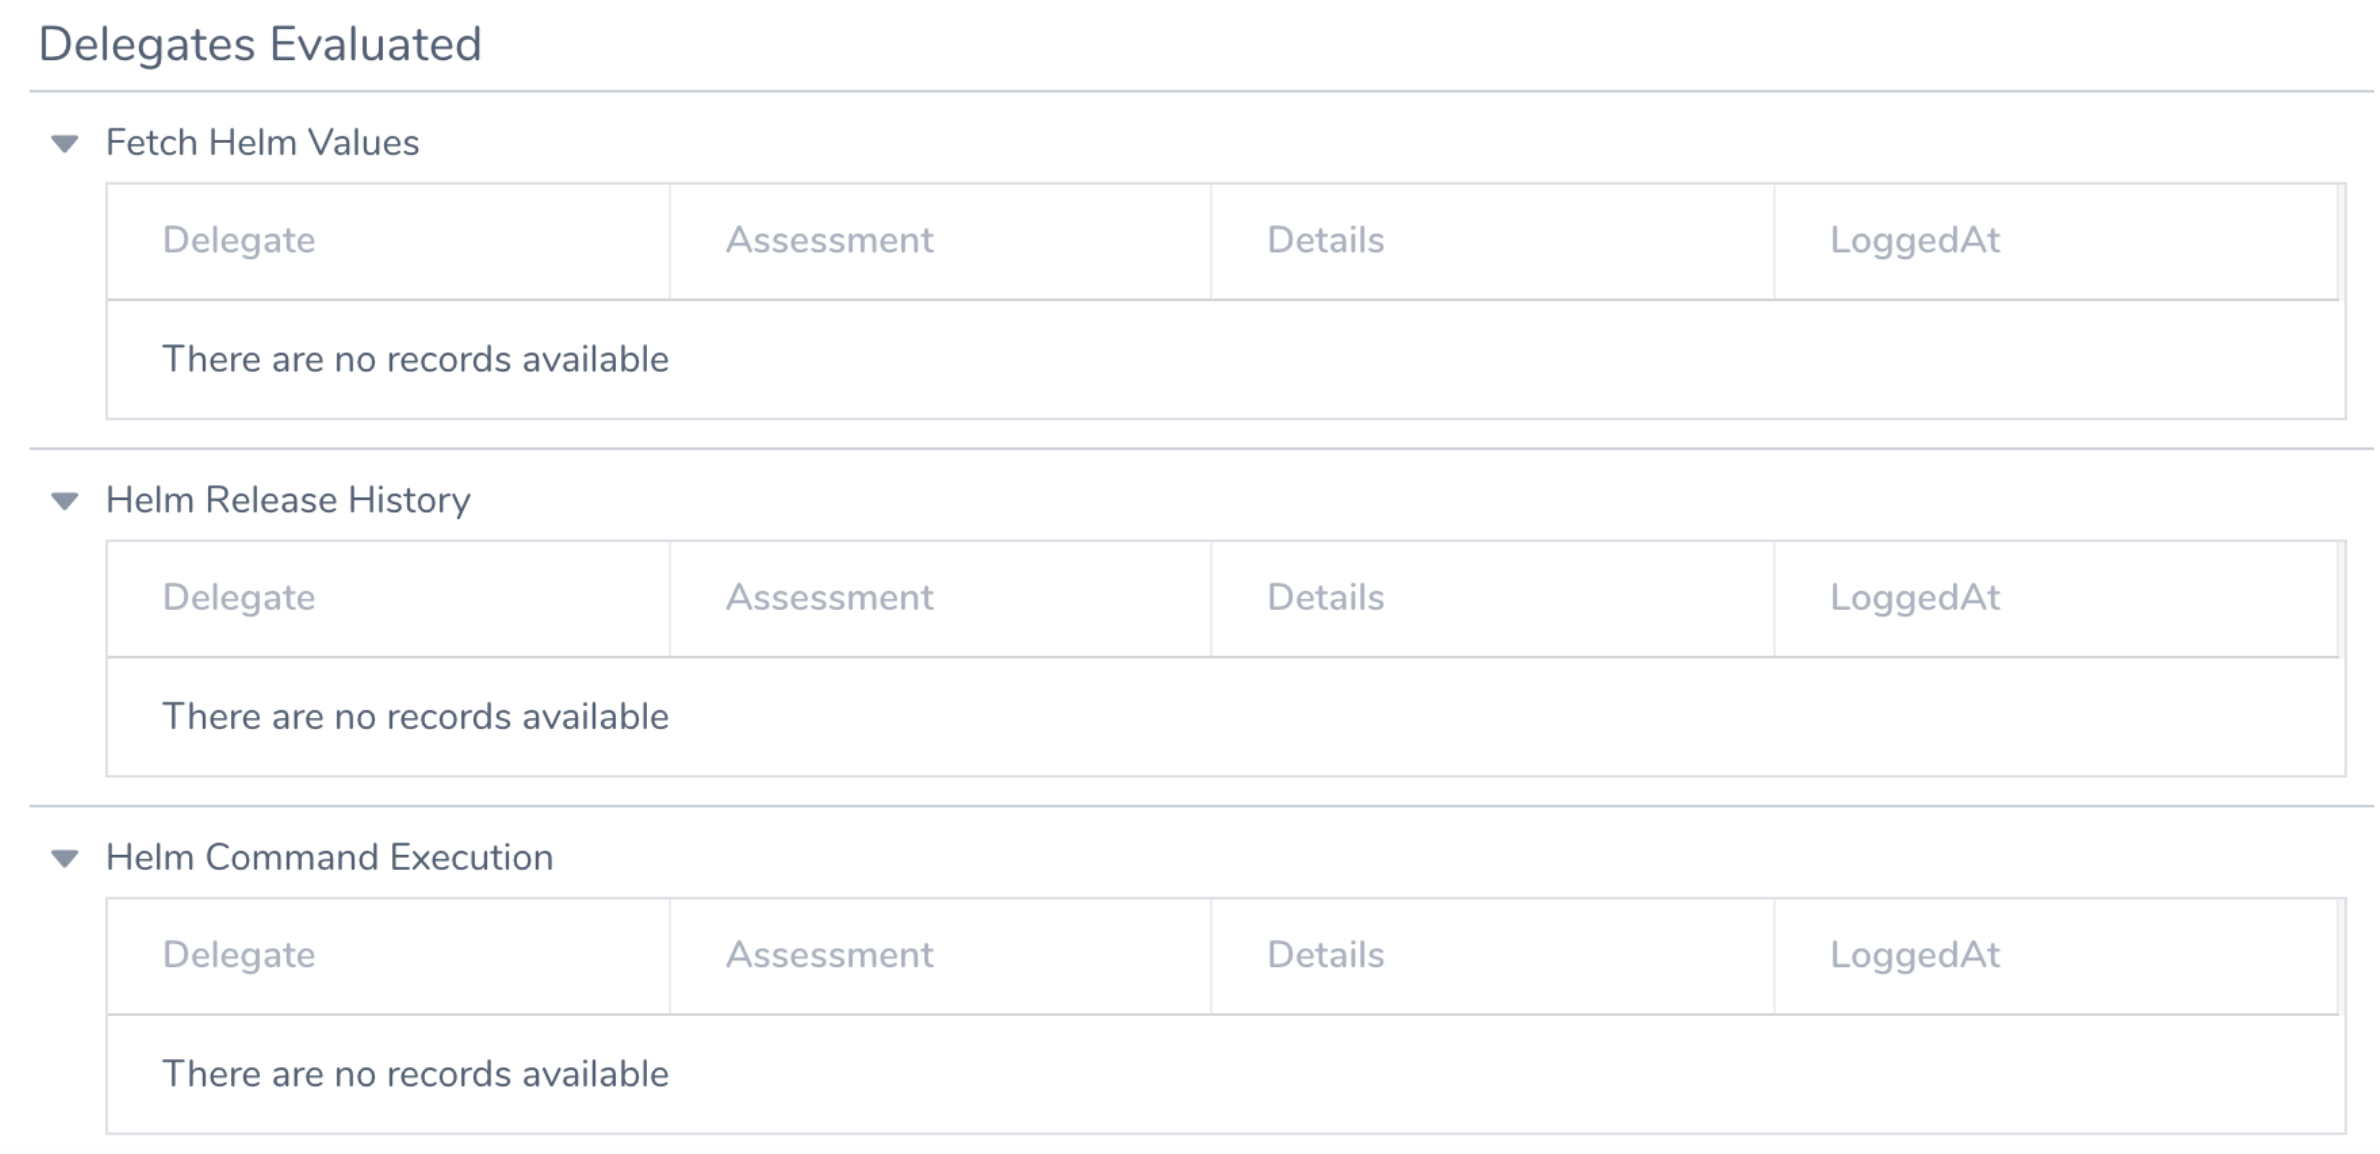 Delegates Evaluated
Fetch Helm Values
Delegate Assessment Details LoggedAt
There are no records available
Helm Release History
Delegate Assessment Details LoggedAt
There are no records available
Helm Command Execution
Delegate Assessment Details LoggedAt
There are no records available